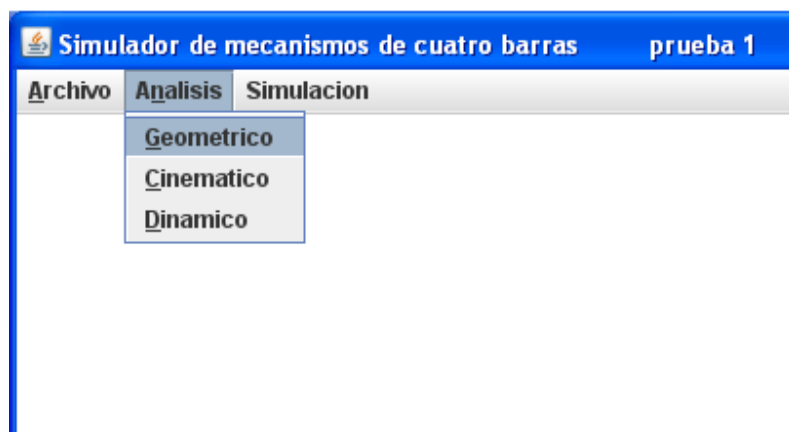 Simulador de mecanismos de cuatro barras prueba 1
Archivo Analisis Simulacion
Geometrico
Cinematico
Dinamico